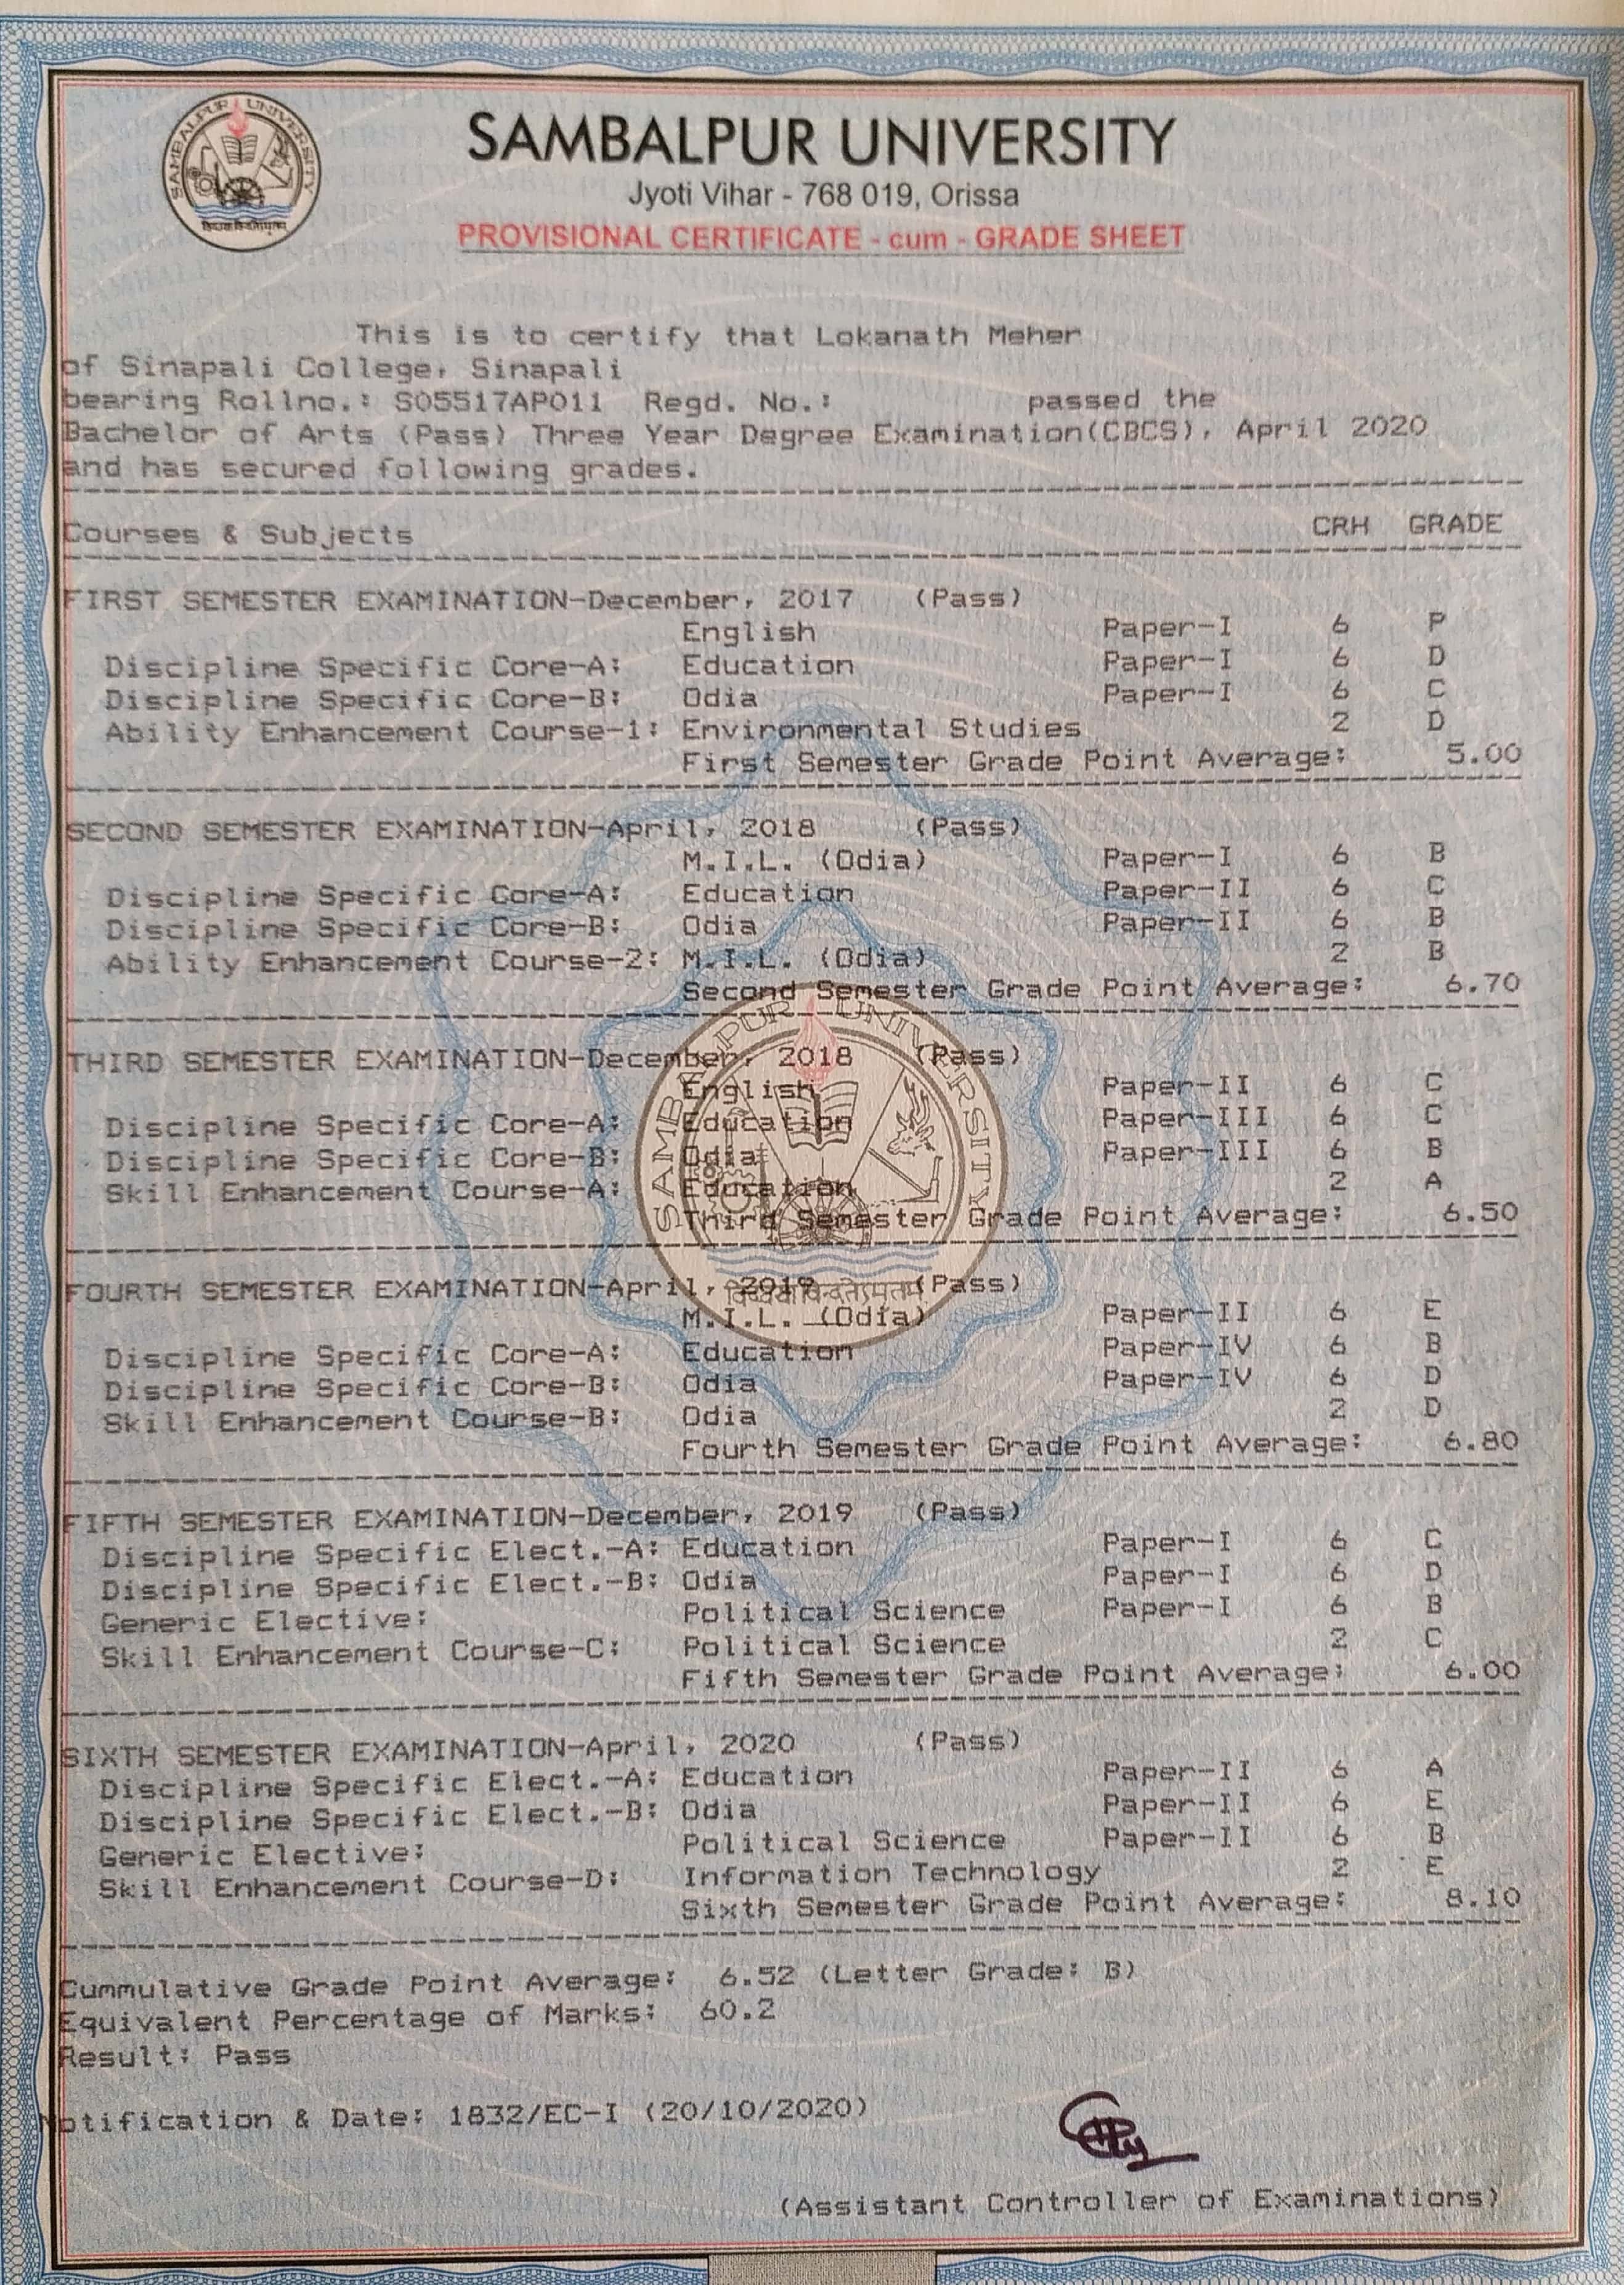 SAMBALPUR UNIVERSITY
SAMBALPUR UNIVERSITY
Jyoti Vihar - 768 019, Orissa
PROVISIONAL CERTIFICATE - cum - GRADE SHEET
This is to certify that Lokanath Meher
of Sinapali College, Sinapali
bearing Rollno.: S05517AP011 Regd. No.: passed the
Bachelor of Arts (Pass) Three Year Degree Examination(CBCS), April 2020
and has secured following grades.
Courses & Subjects CRH GRADE
FIRST SEMESTER EXAMINATION-December, 2017 (Pass)
English Paper-I 6 P
Discipline Specific Core-A: Education Paper-I 6 D
Discipline Specific Core-B: Odia Paper-I 6 C
Ability Enhancement Course-1: Environmental Studies 2 D
First Semester Grade Point Average: 5.00
SECOND SEMESTER EXAMINATION-April, 2018 (Pass)
M.I.L. (Odia) Paper-I 6 B
Discipline Specific Core-A: Education Paper-II 6 C
Discipline Specific Core-B: Odia Paper-II 6 B
Ability Enhancement Course-2: M.I.L. (Odia) 2 B
Second Semester Grade Point Average: 6.70
SAMBALPUR UNIVERSITY
THIRD SEMESTER EXAMINATION-December, 2018 (Pass)
English Paper-II 6 C
Discipline Specific Core-A: Education Paper-III 6 C
Discipline Specific Core-B: Odia Paper-III 6 B
Skill Enhancement Course-A: Education 2 A
Third Semester Grade Point Average: 6.50
FOURTH SEMESTER EXAMINATION-April, 2019 (Pass)
M.I.L. (Odia) Paper-II 6 E
Discipline Specific Core-A: Education Paper-IV 6 B
Discipline Specific Core-B: Odia Paper-IV 6 D
Skill Enhancement Course-B: Odia 2 D
Fourth Semester Grade Point Average: 6.80
FIFTH SEMESTER EXAMINATION-December, 2019 (Pass)
Discipline Specific Elect.-A: Education Paper-I 6 C
Discipline Specific Elect.-B: Odia Paper-I 6 D
Generic Elective: Political Science Paper-I 6 B
Skill Enhancement Course-C: Political Science 2 C
Fifth Semester Grade Point Average: 6.00
SIXTH SEMESTER EXAMINATION-April, 2020 (Pass)
Discipline Specific Elect.-A: Education Paper-II 6 A
Discipline Specific Elect.-B: Odia Paper-II 6 E
Generic Elective: Political Science Paper-II 6 B
Skill Enhancement Course-D: Information Technology 2 E
Sixth Semester Grade Point Average: 8.10
Cummulative Grade Point Average: 6.52 (Letter Grade: B)
Equivalent Percentage of Marks: 60.2
Result: Pass
Notification & Date: 1832/EC-I (20/10/2020)
(Assistant Controller of Examinations)